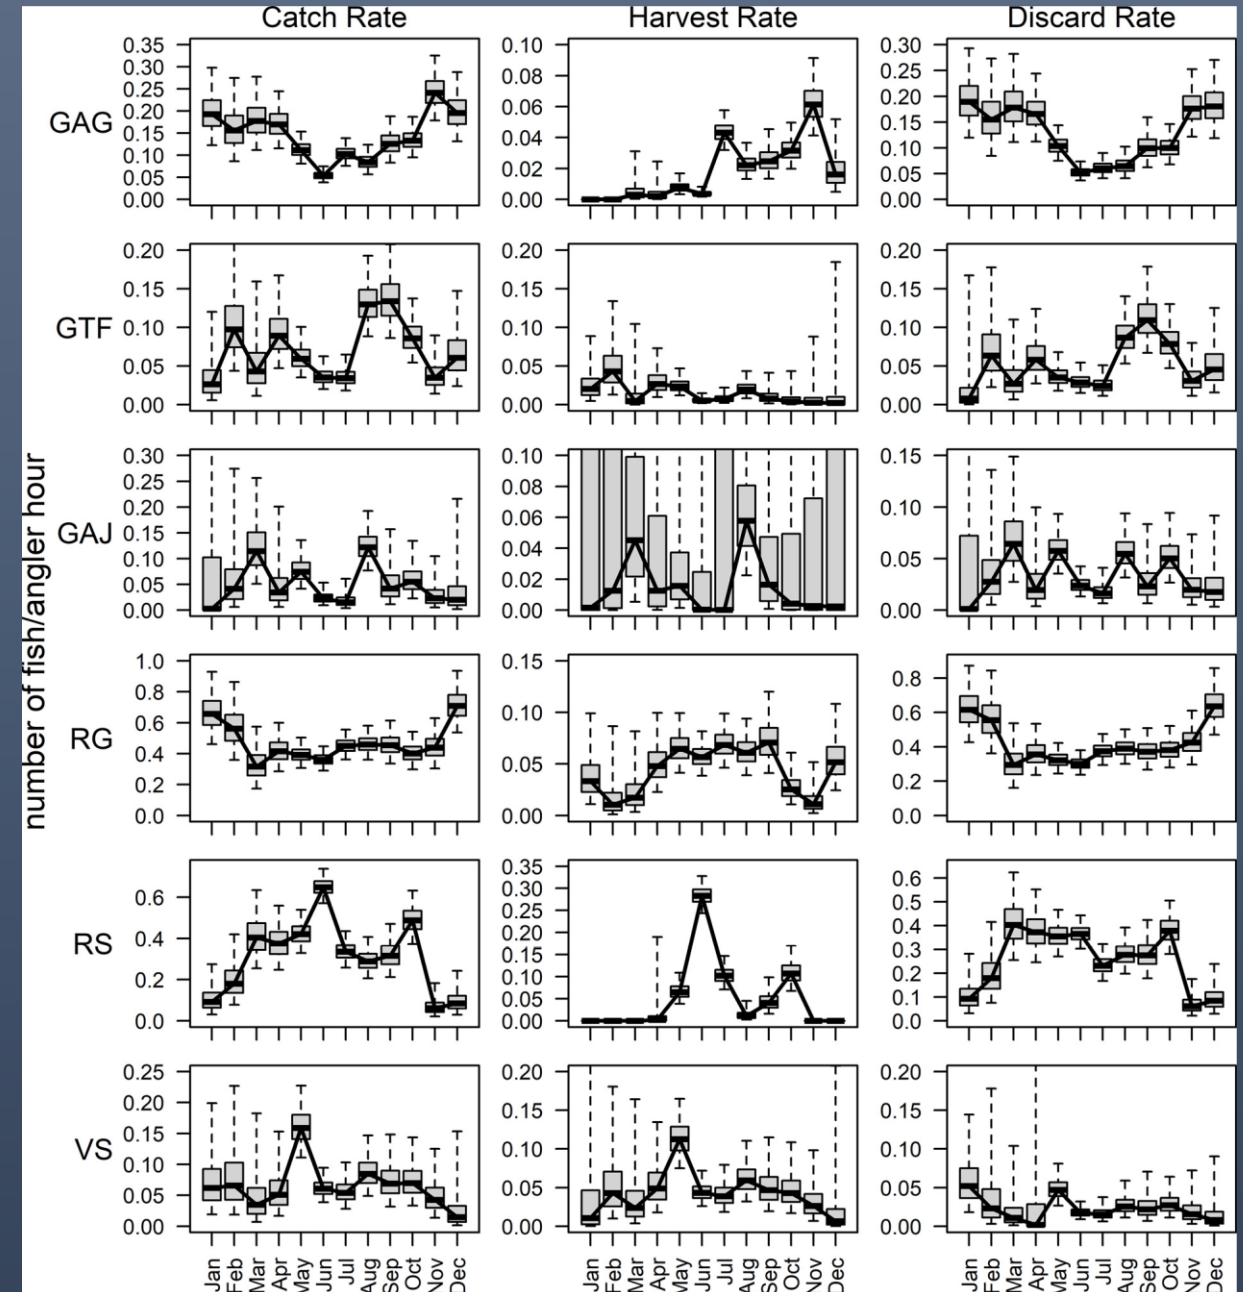 Catch Rate Harvest Rate Discard Rate
number of fish/angler hour
GAG
0.35 0.30 0.25 0.20 0.15 0.10 0.05 0.00
0.10 0.08 0.06 0.04 0.02 0.00
0.30 0.25 0.20 0.15 0.10 0.05 0.00
GTF
0.20 0.15 0.10 0.05 0.00
0.20 0.15 0.10 0.05 0.00
0.20 0.15 0.10 0.05 0.00
GAJ
0.30 0.25 0.20 0.15 0.10 0.05 0.00
0.10 0.08 0.06 0.04 0.02 0.00
0.15 0.10 0.05 0.00
RG
1.0 0.8 0.6 0.4 0.2 0.0
0.15 0.10 0.05 0.00
0.8 0.6 0.4 0.2 0.0
RS
0.6 0.4 0.2 0.0
0.35 0.30 0.25 0.20 0.15 0.10 0.05 0.00
0.6 0.5 0.4 0.3 0.2 0.1 0.0
VS
0.25 0.20 0.15 0.10 0.05 0.00
0.20 0.15 0.10 0.05 0.00
0.20 0.15 0.10 0.05 0.00
Jan Feb Mar Apr May Jun Jul Aug Sep Oct Nov Dec
Jan Feb Mar Apr May Jun Jul Aug Sep Oct Nov Dec
Jan Feb Mar Apr May Jun Jul Aug Sep Oct Nov Dec